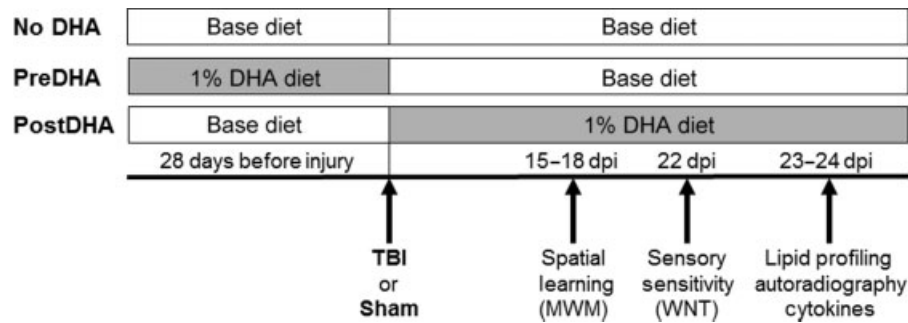 No DHA Base diet Base diet
PreDHA 1% DHA diet Base diet
PostDHA Base diet 1% DHA diet
28 days before injury 15–18 dpi 22 dpi 23–24 dpi
TBI
or
Sham
Spatial
learning
(MWM)
Sensory
sensitivity
(WNT)
Lipid profiling
autoradiography
cytokines